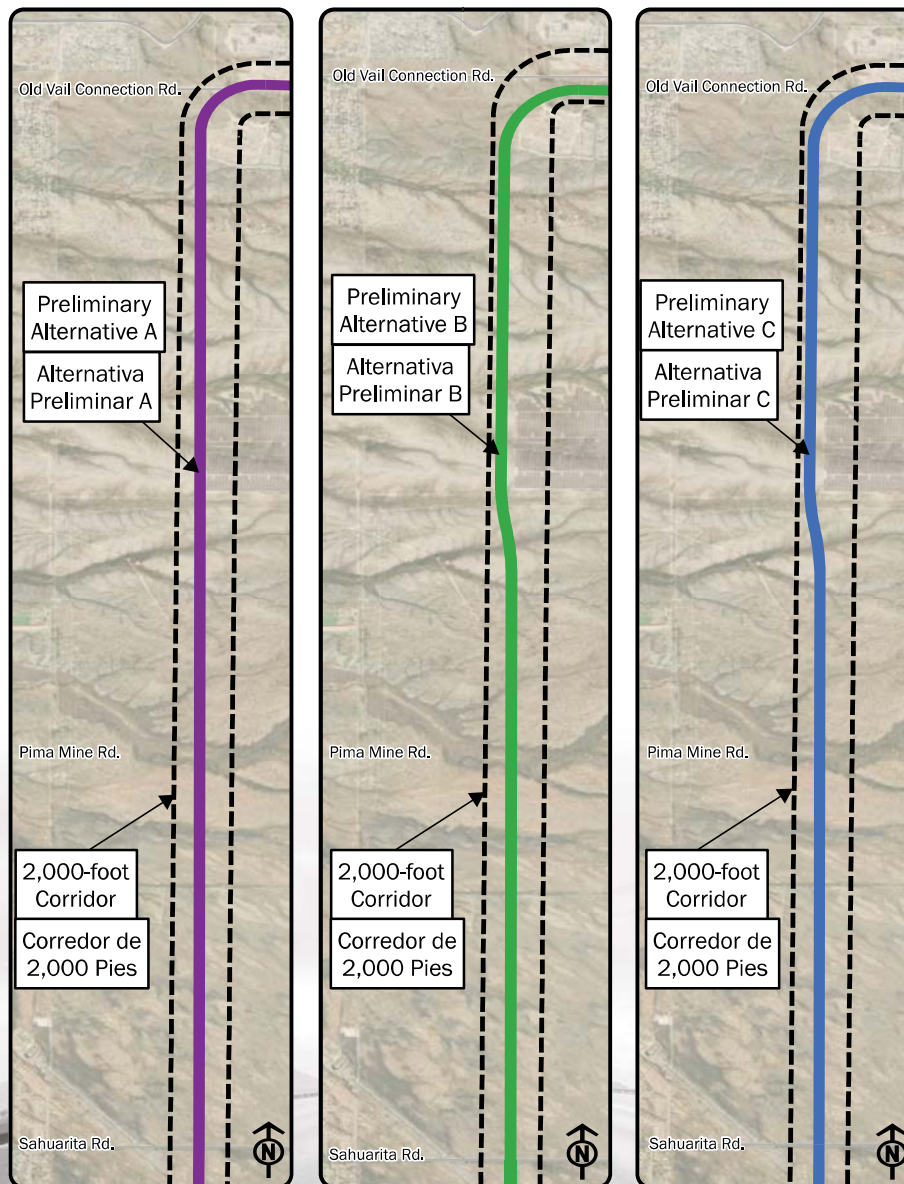 Old Vail Connection Rd.
Preliminary
Alternative A
Alternativa
Preliminar A
Pima Mine Rd.
2,000-foot
Corridor
Corredor de
2,000 Pies
Sahuarita Rd.
N
Old Vail Connection Rd.
Preliminary
Alternative B
Alternativa
Preliminar B
Pima Mine Rd.
2,000-foot
Corridor
Corredor de
2,000 Pies
Sahuarita Rd.
N
Old Vail Connection Rd.
Preliminary
Alternative C
Alternativa
Preliminar C
Pima Mine Rd.
2,000-foot
Corridor
Corredor de
2,000 Pies
Sahuarita Rd.
N